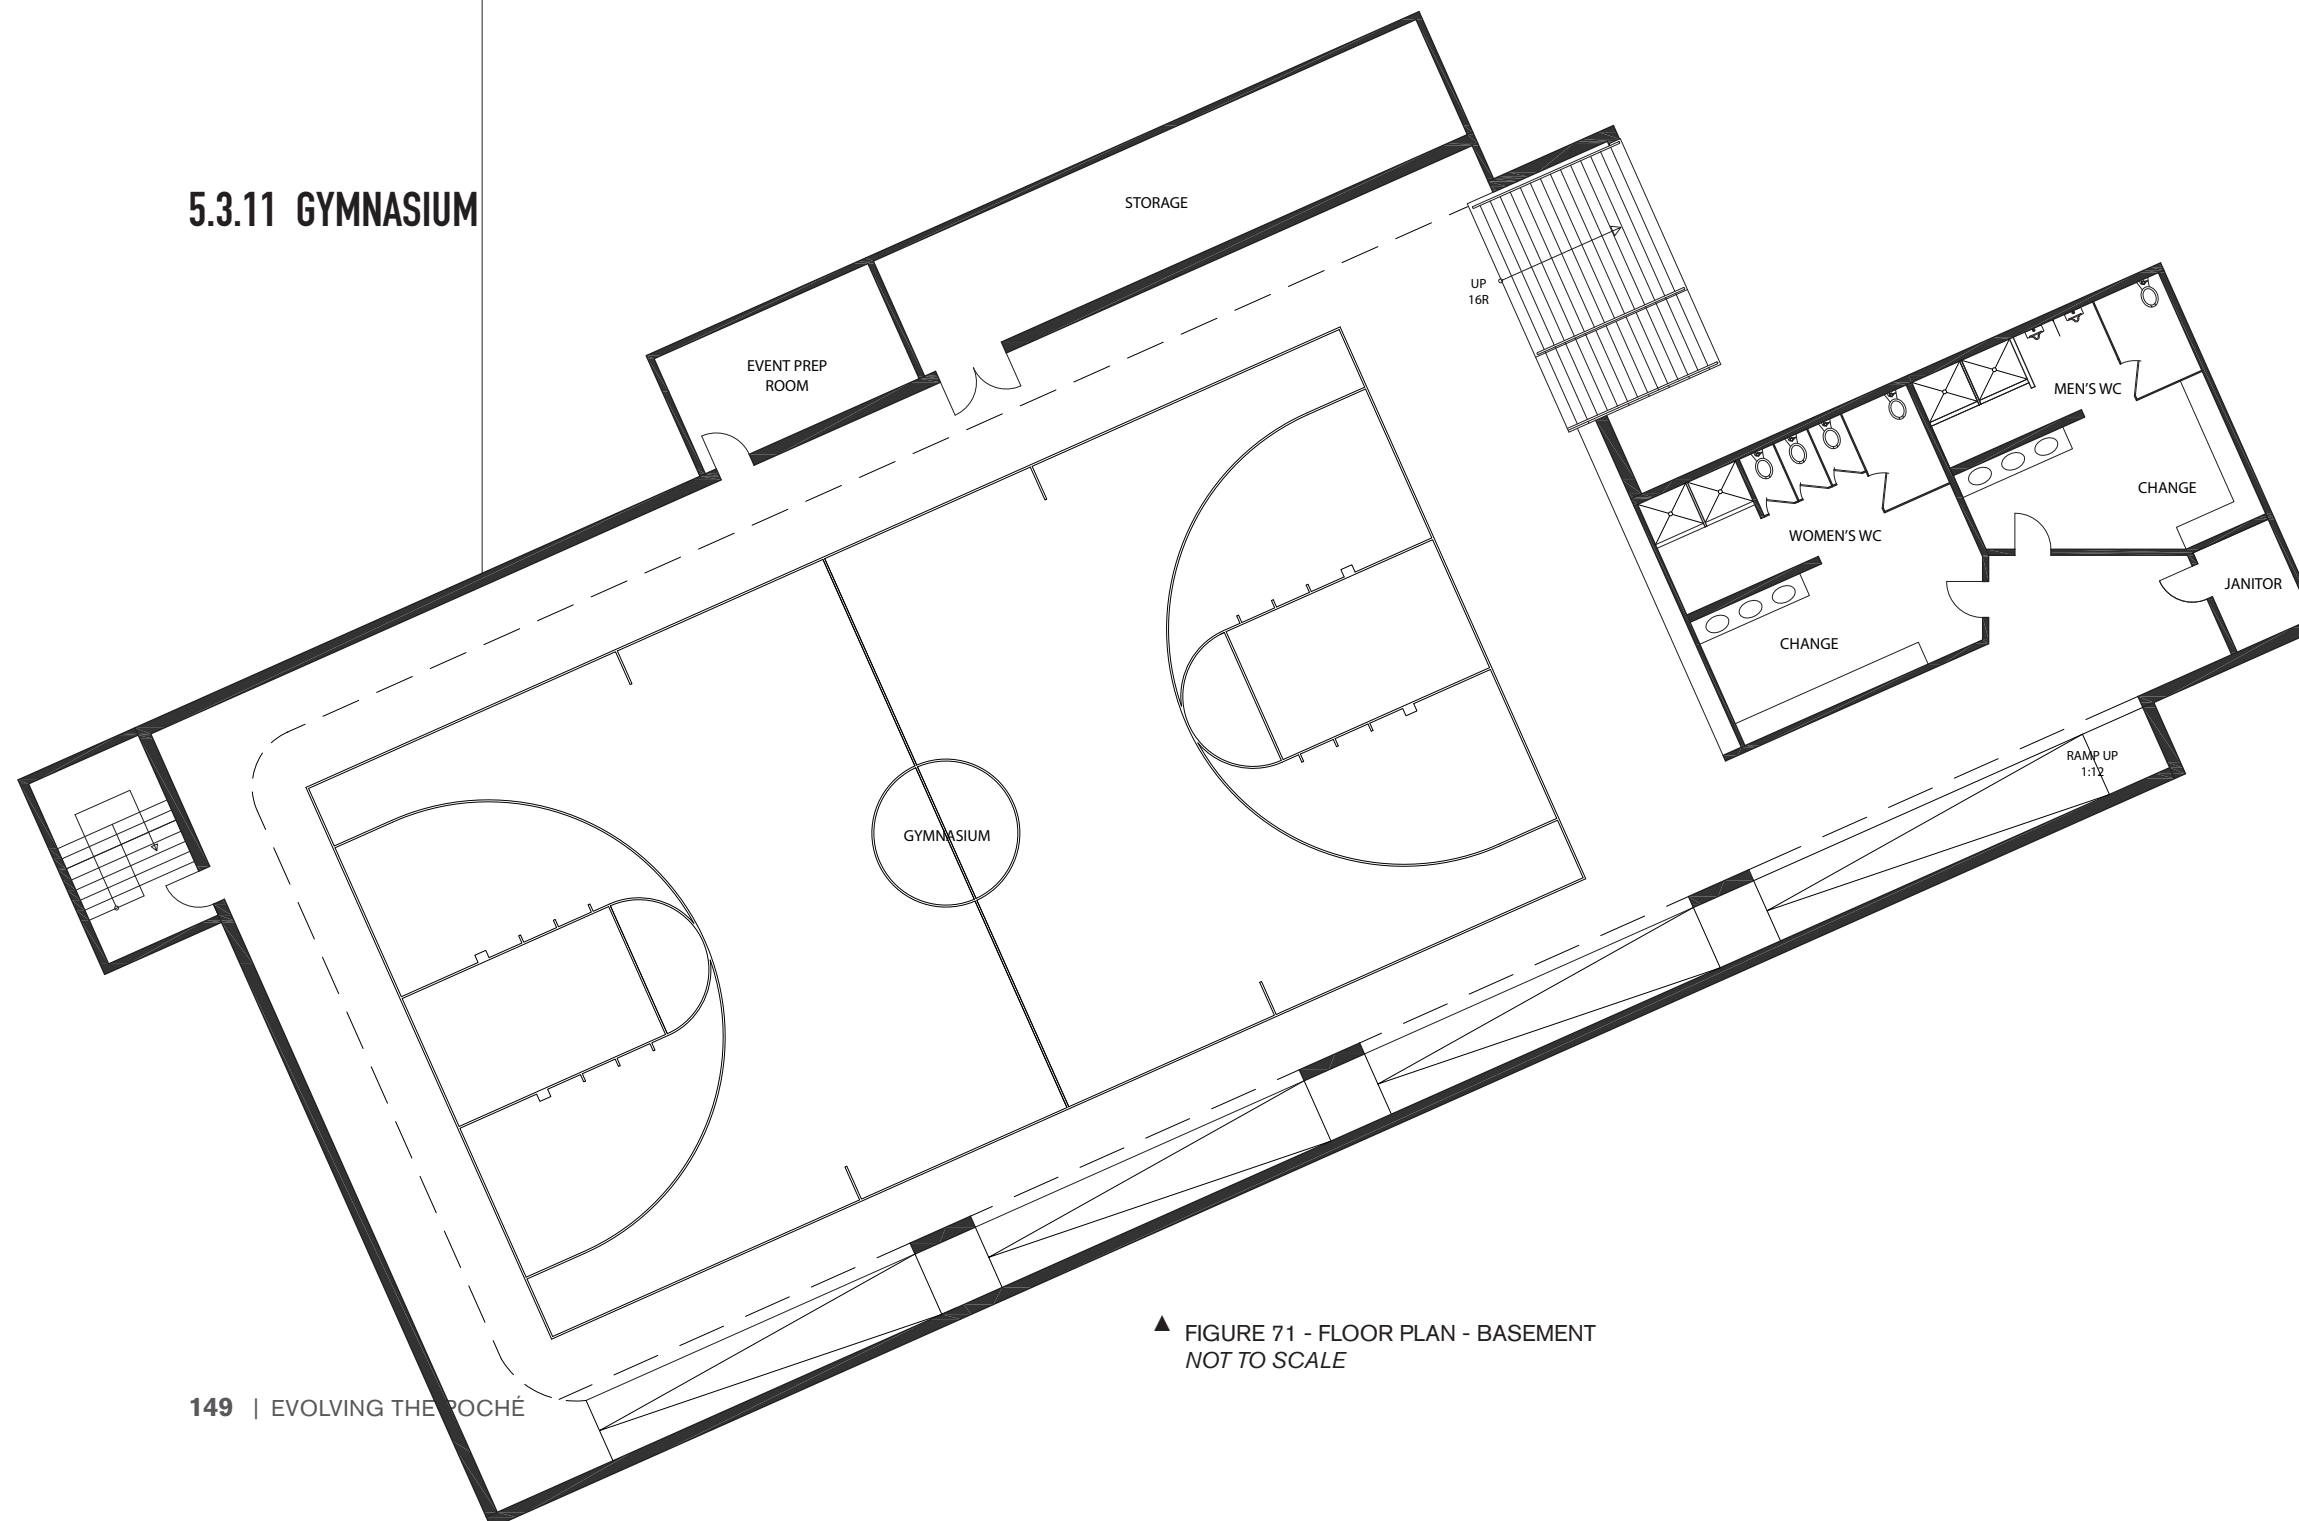 5.3.11 GYMNASIUM
STORAGE
UP
16R
EVENT PREP
ROOM
MEN'S WC
CHANGE
WOMEN'S WC
JANITOR
CHANGE
RAMP UP
1:12
GYMNASIUM
▲ FIGURE 71 - FLOOR PLAN - BASEMENT
NOT TO SCALE
149 | EVOLVING THE POCHÉ